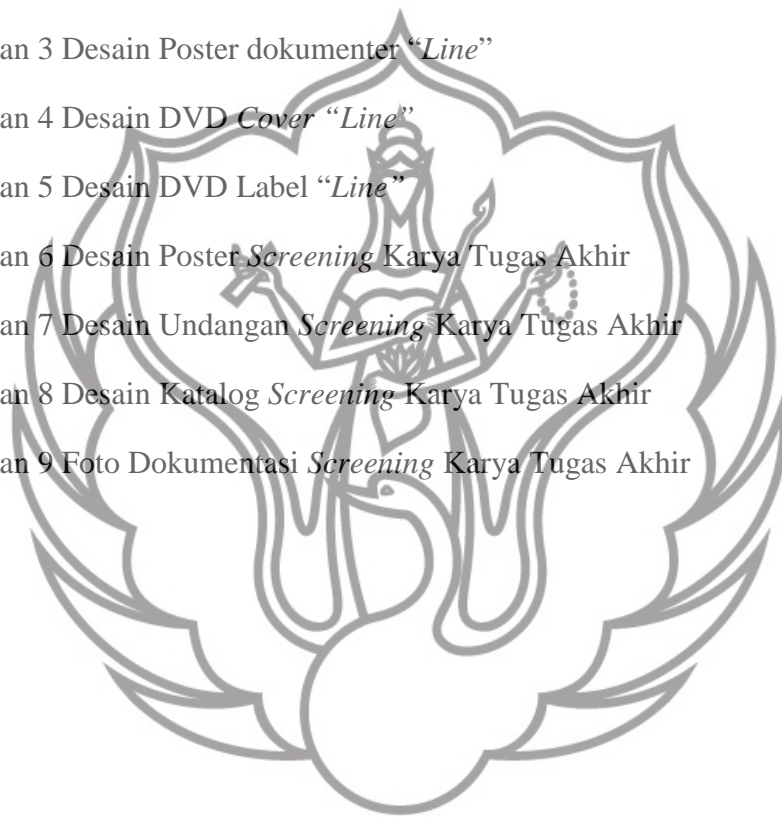 an 3 Desain Poster dokumenter “Line”
an 4 Desain DVD Cover “Line”
an 5 Desain DVD Label “Line”
an 6 Desain Poster Screening Karya Tugas Akhir
an 7 Desain Undangan Screening Karya Tugas Akhir
an 8 Desain Katalog Screening Karya Tugas Akhir
an 9 Foto Dokumentasi Screening Karya Tugas Akhir